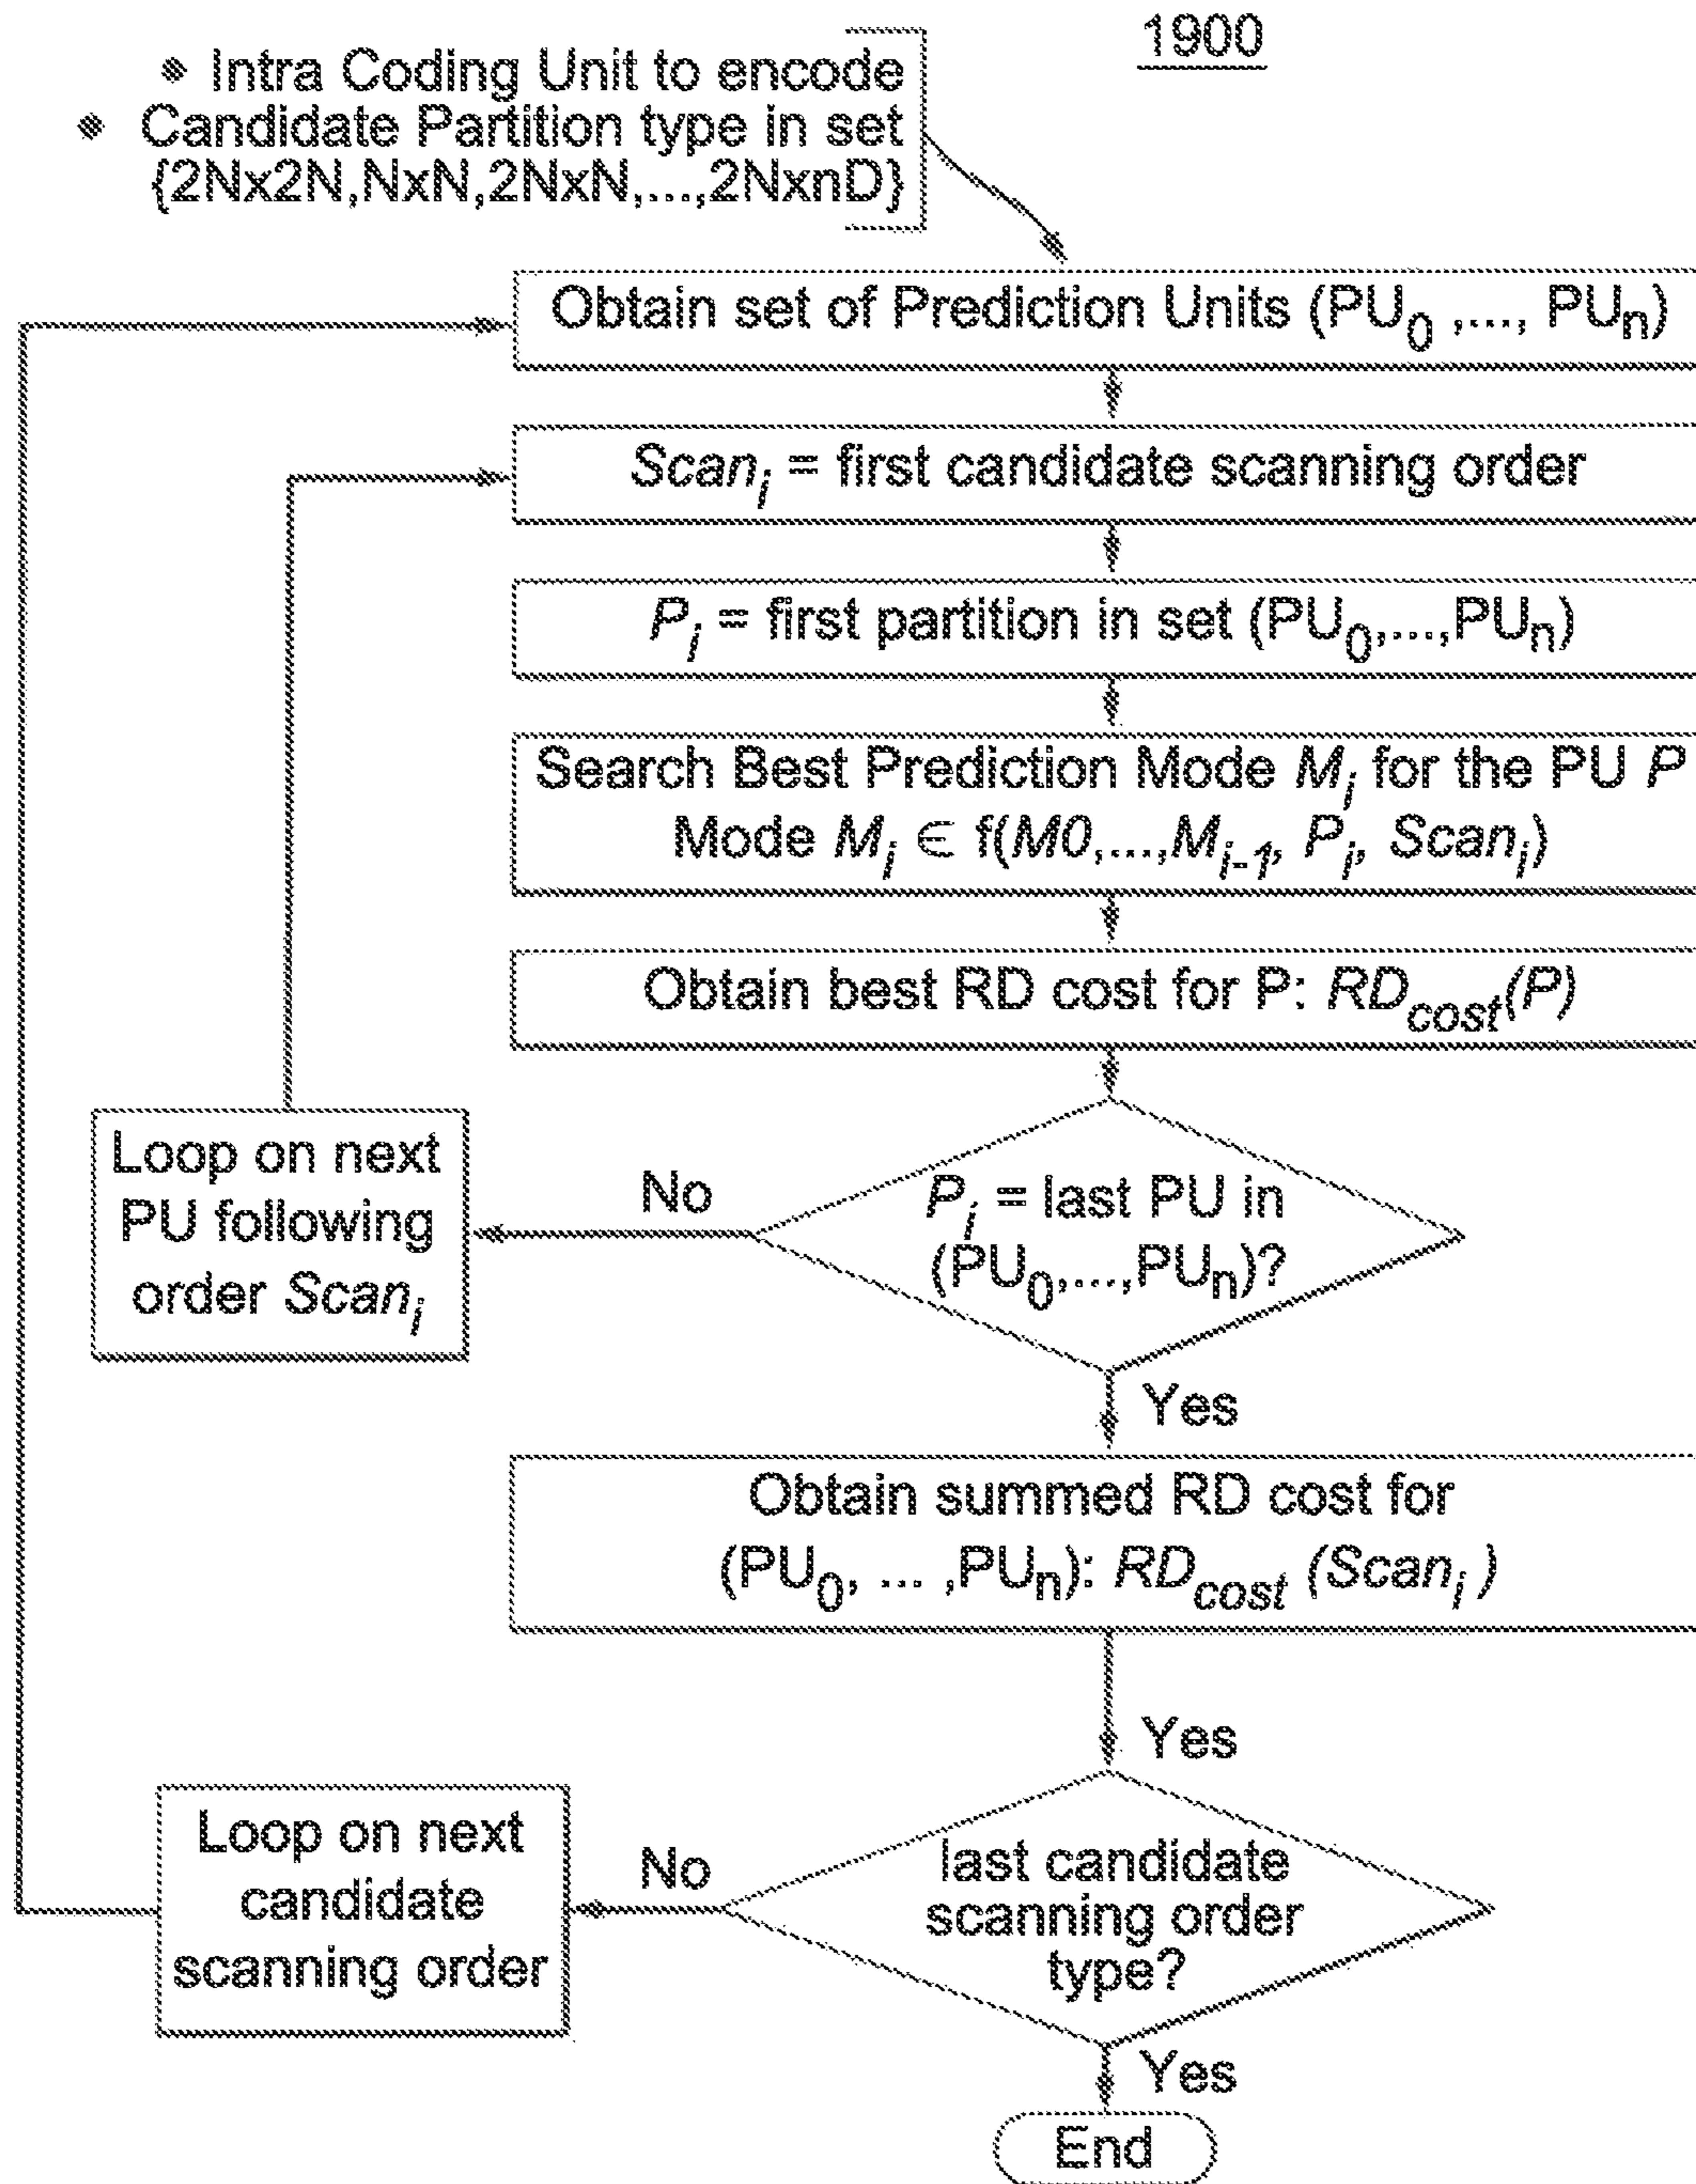 1900
• Intra Coding Unit to encode
• Candidate Partition type in set
{2Nx2N,NxN,2NxN,...,2NxnD}
Obtain set of Prediction Units (PU0 ,..., PUn)
Scani = first candidate scanning order
Pi = first partition in set (PU0,...,PUn)
Search Best Prediction Mode Mi for the PU P
Mode Mi ∈ f(M0,...,Mi-1, Pi, Scani)
Obtain best RD cost for P: RDcost(P)
Loop on next
PU following
order Scani
No
Pi = last PU in
(PU0,...,PUn)?
Yes
Obtain summed RD cost for
(PU0, ... ,PUn): RDcost (Scani )
Yes
Loop on next
candidate
scanning order
No
last candidate
scanning order
type?
Yes
End